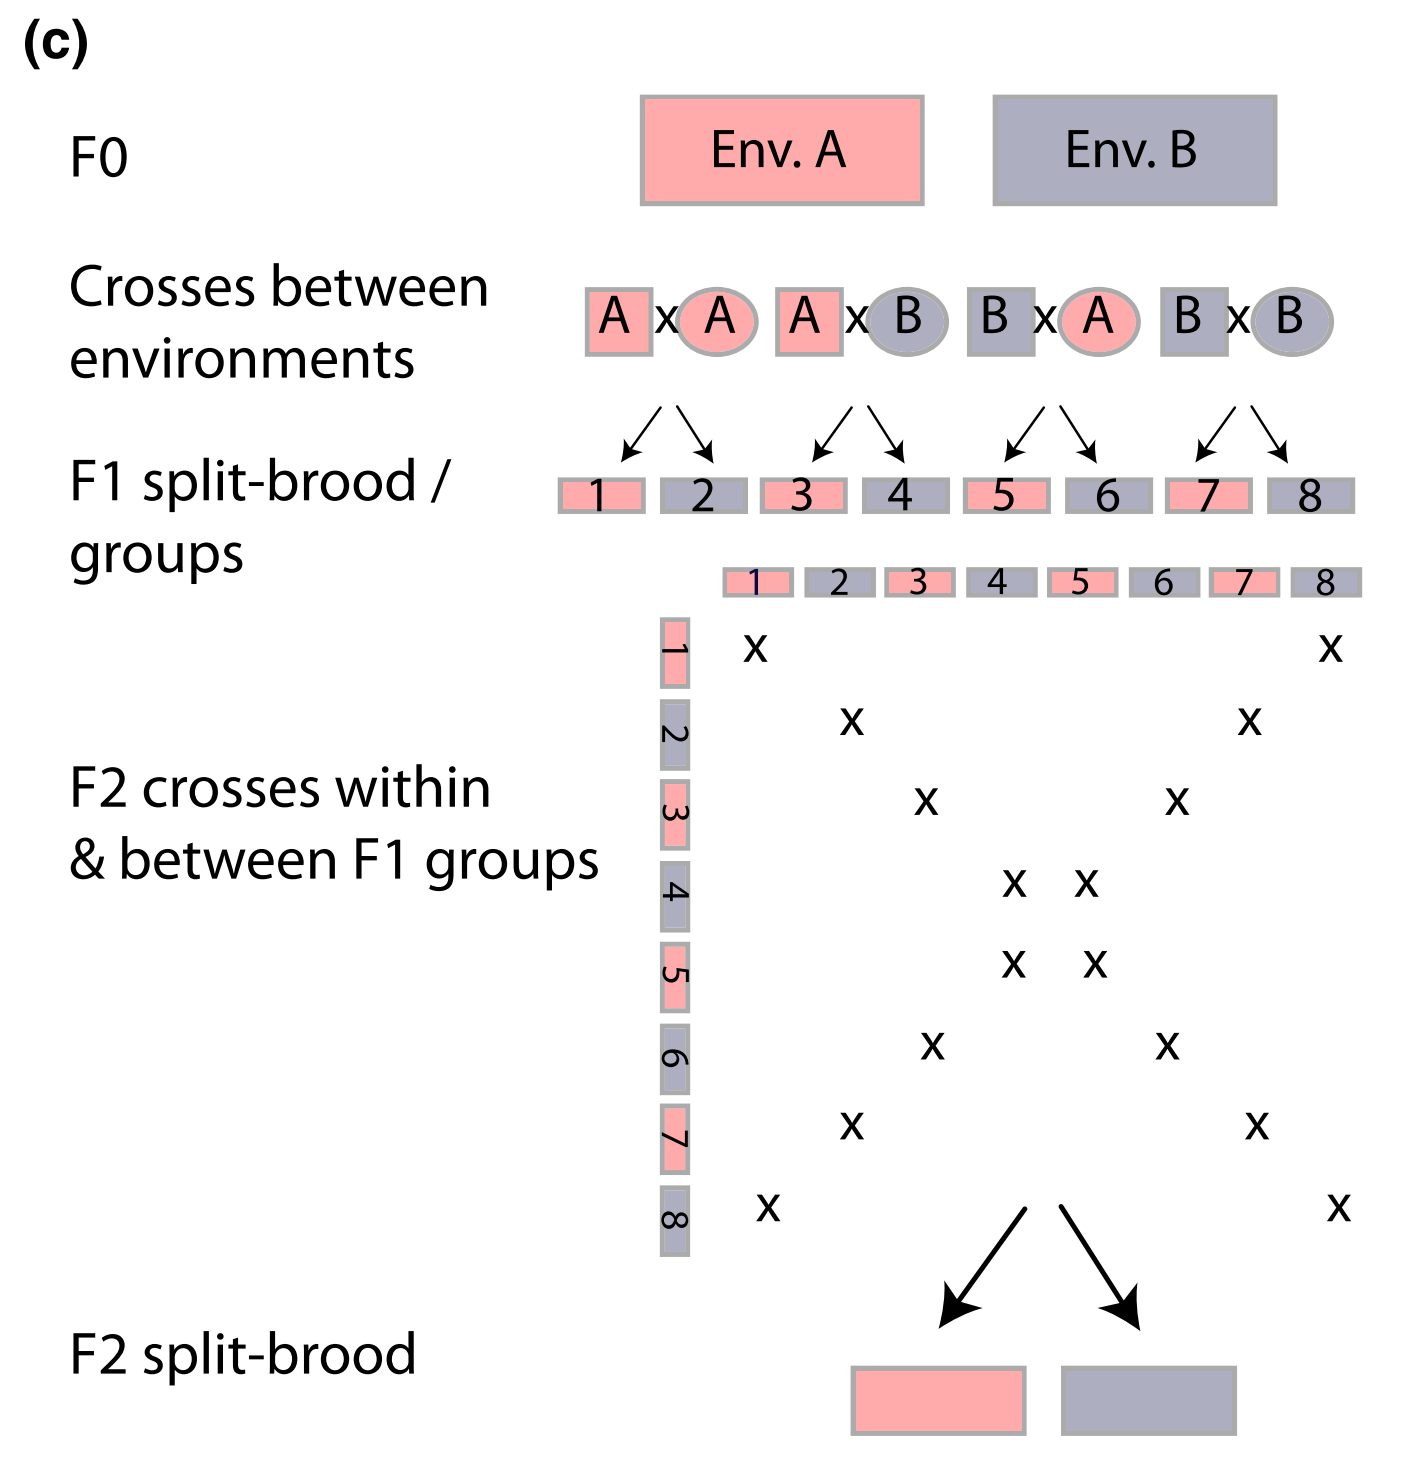 (c)
F0
Env. A Env. B
Crosses between
environments
A x A A x B B x A B x B
F1 split-brood /
groups
1 2 3 4 5 6 7 8
1 2 3 4 5 6 7 8
1 x x
2 x x
3 x x
F2 crosses within
& between F1 groups
4 x x
5 x x
6 x x
7 x x
8 x x
F2 split-brood